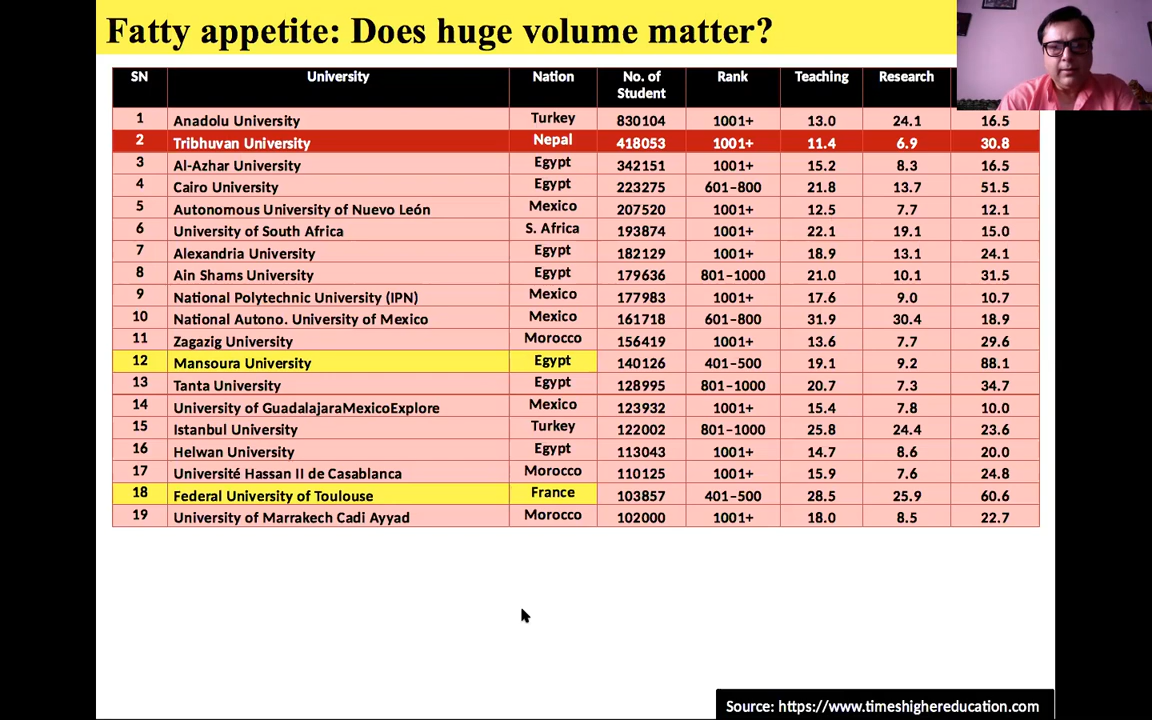 Fatty appetite: Does huge volume matter?
SN University Nation No. of Student Rank Teaching Research
1 Anadolu University Turkey 830104 1001+ 13.0 24.1 16.5
2 Tribhuvan University Nepal 418053 1001+ 11.4 6.9 30.8
3 Al-Azhar University Egypt 342151 1001+ 15.2 8.3 16.5
4 Cairo University Egypt 223275 601–800 21.8 13.7 51.5
5 Autonomous University of Nuevo León Mexico 207520 1001+ 12.5 7.7 12.1
6 University of South Africa S. Africa 193874 1001+ 22.1 19.1 15.0
7 Alexandria University Egypt 182129 1001+ 18.9 13.1 24.1
8 Ain Shams University Egypt 179636 801–1000 21.0 10.1 31.5
9 National Polytechnic University (IPN) Mexico 177983 1001+ 17.6 9.0 10.7
10 National Autono. University of Mexico Mexico 161718 601–800 31.9 30.4 18.9
11 Zagazig University Morocco 156419 1001+ 13.6 7.7 29.6
12 Mansoura University Egypt 140126 401–500 19.1 9.2 88.1
13 Tanta University Egypt 128995 801–1000 20.7 7.3 34.7
14 University of GuadalajaraMexicoExplore Mexico 123932 1001+ 15.4 7.8 10.0
15 Istanbul University Turkey 122002 801–1000 25.8 24.4 23.6
16 Helwan University Egypt 113043 1001+ 14.7 8.6 20.0
17 Université Hassan II de Casablanca Morocco 110125 1001+ 15.9 7.6 24.8
18 Federal University of Toulouse France 103857 401–500 28.5 25.9 60.6
19 University of Marrakech Cadi Ayyad Morocco 102000 1001+ 18.0 8.5 22.7
Source: https://www.timeshighereducation.com